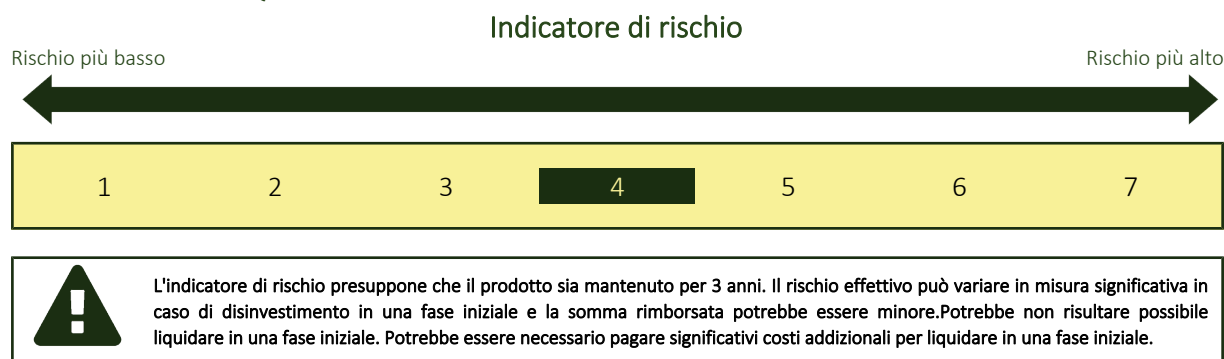 Indicatore di rischio
Rischio più basso Rischio più alto
1 2 3 4 5 6 7
L'indicatore di rischio presuppone che il prodotto sia mantenuto per 3 anni. Il rischio effettivo può variare in misura significativa in
caso di disinvestimento in una fase iniziale e la somma rimborsata potrebbe essere minore.Potrebbe non risultare possibile
liquidare in una fase iniziale. Potrebbe essere necessario pagare significativi costi addizionali per liquidare in una fase iniziale.